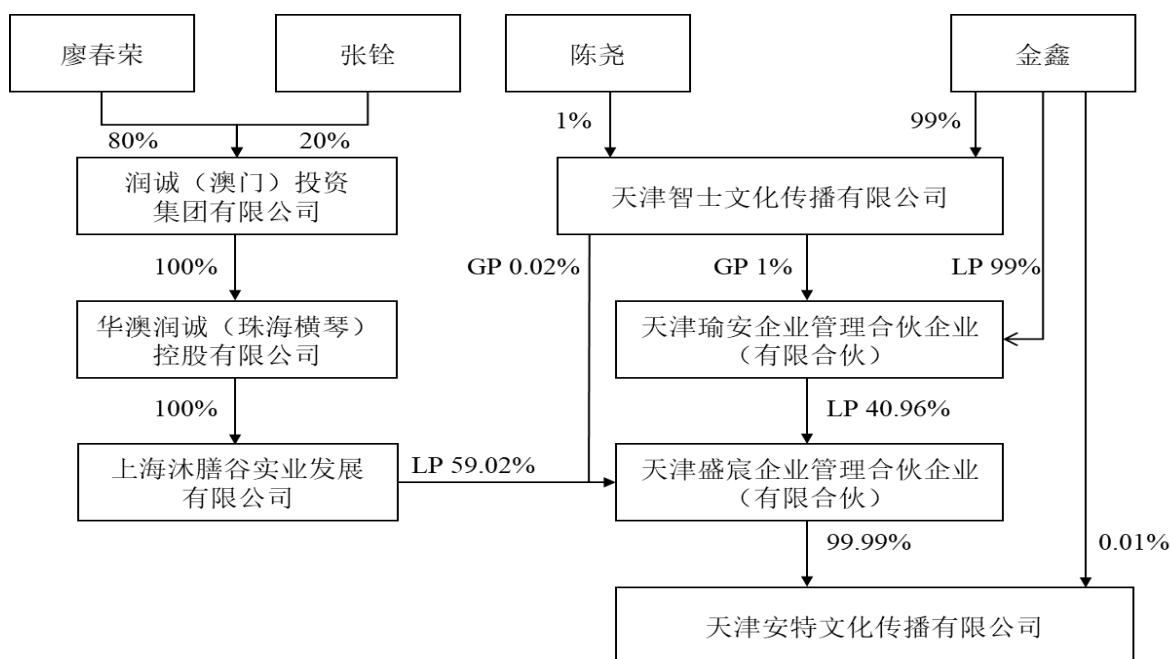 廖春荣
张铨
陈尧
金鑫
80%
20%
1%
99%
润诚（澳门）投资
集团有限公司
天津智士文化传播有限公司
100%
GP 0.02%
GP 1%
LP 99%
华澳润诚（珠海横琴）
控股有限公司
天津瑜安企业管理合伙企业
（有限合伙）
100%
LP 40.96%
上海沐膳谷实业发展
有限公司
LP 59.02%
天津盛宸企业管理合伙企业
（有限合伙）
99.99%
0.01%
天津安特文化传播有限公司